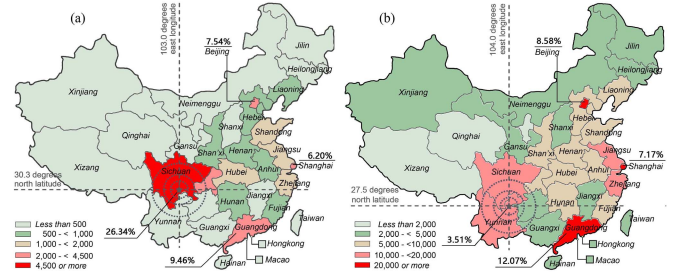 (a)
103.0 degrees
east longitude
7.54%
Beijing
Jilin
Heilongjiang
Liaoning
Xinjiang
Neimenggu
Hebei
Shanxi
Shandong
Gansu
Qinghai
Shanxi
Henan
Jiangsu
6.20%
Shanghai
Xizang
Sichuan
Hubei
Anhui
30.3 degrees
north latitude
Zhejiang
Hunan
Jiangxi
Fujian
Yunnan
Guangxi
Guangdong
Taiwan
26.34%
Hongkong
9.46%
Macao
Hainan
Less than 500
500 - < 1,000
1,000 - < 2,000
2,000 - < 4,500
4,500 or more
(b)
104.0 degrees
east longitude
8.58%
Beijing
Jilin
Heilongjiang
Liaoning
Xinjiang
Neimenggu
Hebei
Shanxi
Shandong
Gansu
Qinghai
Shanxi
Henan
Jiangsu
7.17%
Shanghai
Xizang
Sichuan
Hubei
Anhui
Zhejiang
27.5 degrees
north latitude
Hunan
Jiangxi
Fujian
Yunnan
Guangxi
Guangdong
Taiwan
3.51%
Hongkong
12.07%
Macao
Hainan
Less than 2,000
2,000 - < 5,000
5,000 - <10,000
10,000 - <20,000
20,000 or more